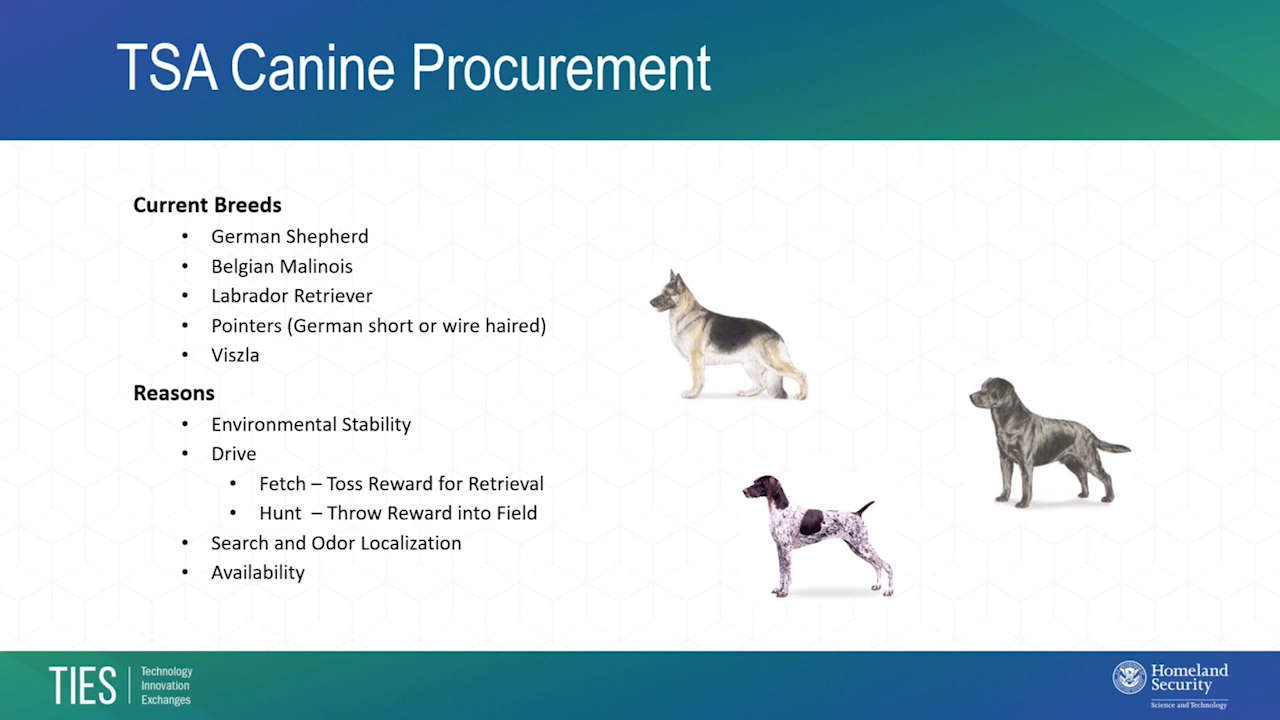 TSA Canine Procurement
Current Breeds
• German Shepherd
• Belgian Malinois
• Labrador Retriever
• Pointers (German short or wire haired)
• Viszla
Reasons
• Environmental Stability
• Drive
• Fetch – Toss Reward for Retrieval
• Hunt – Throw Reward into Field
• Search and Odor Localization
• Availability
TIES
Technology
Innovation
Exchanges
Homeland
Security
Science and Technology